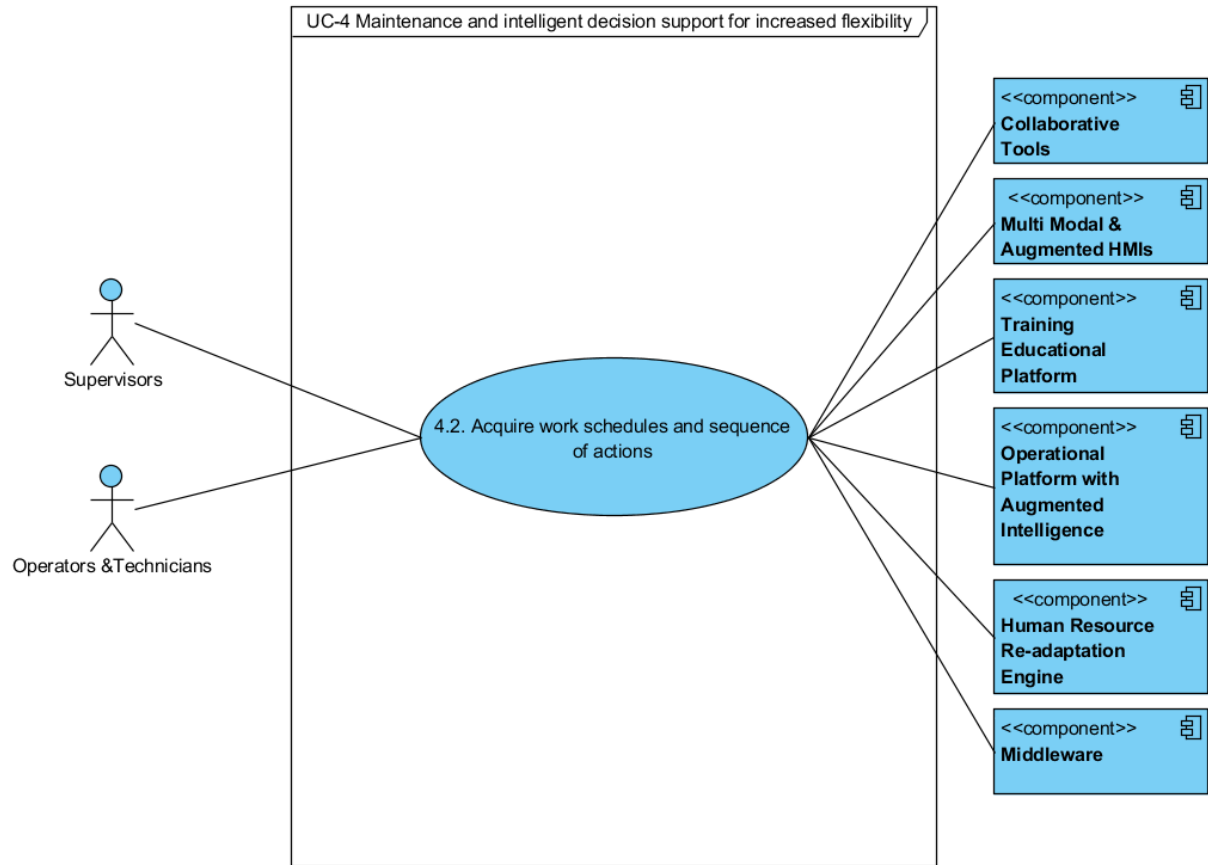 UC-4 Maintenance and intelligent decision support for increased flexibility
Supervisors
Operators &Technicians
4.2. Acquire work schedules and sequence
of actions
<<component>>
Collaborative
Tools
<<component>>
Multi Modal &
Augmented HMIs
<<component>>
Training
Educational
Platform
<<component>>
Operational
Platform with
Augmented
Intelligence
<<component>>
Human Resource
Re-adaptation
Engine
<<component>>
Middleware